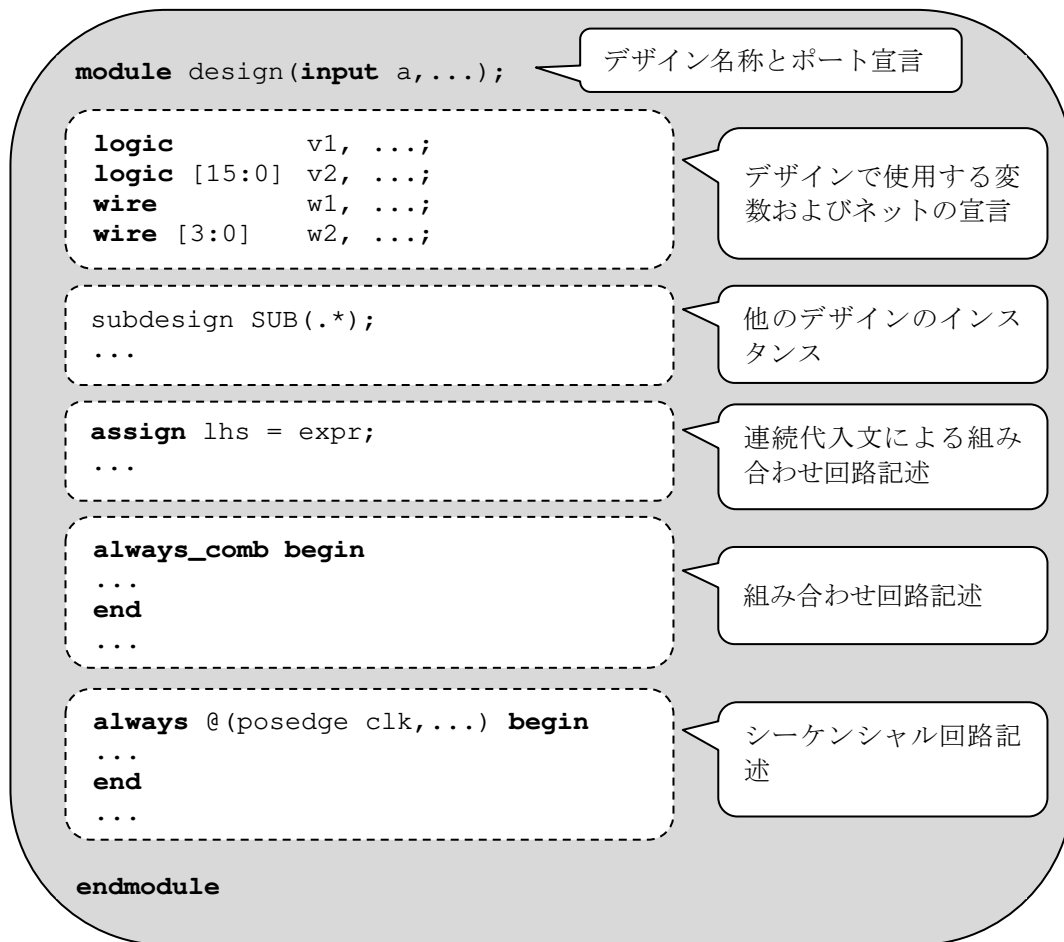 module design(input a,...);
デザイン名称とポート宣言
logic v1, ...;
logic [15:0] v2, ...;
wire w1, ...;
wire [3:0] w2, ...;
デザインで使用する変
数およびネットの宣言
subdesign SUB(.*);
...
他のデザインのインス
タンス
assign lhs = expr;
...
連続代入文による組み
合わせ回路記述
always_comb begin
...
end
...
組み合わせ回路記述
always @(posedge clk,...) begin
...
end
...
シーケンシャル回路記
述
endmodule